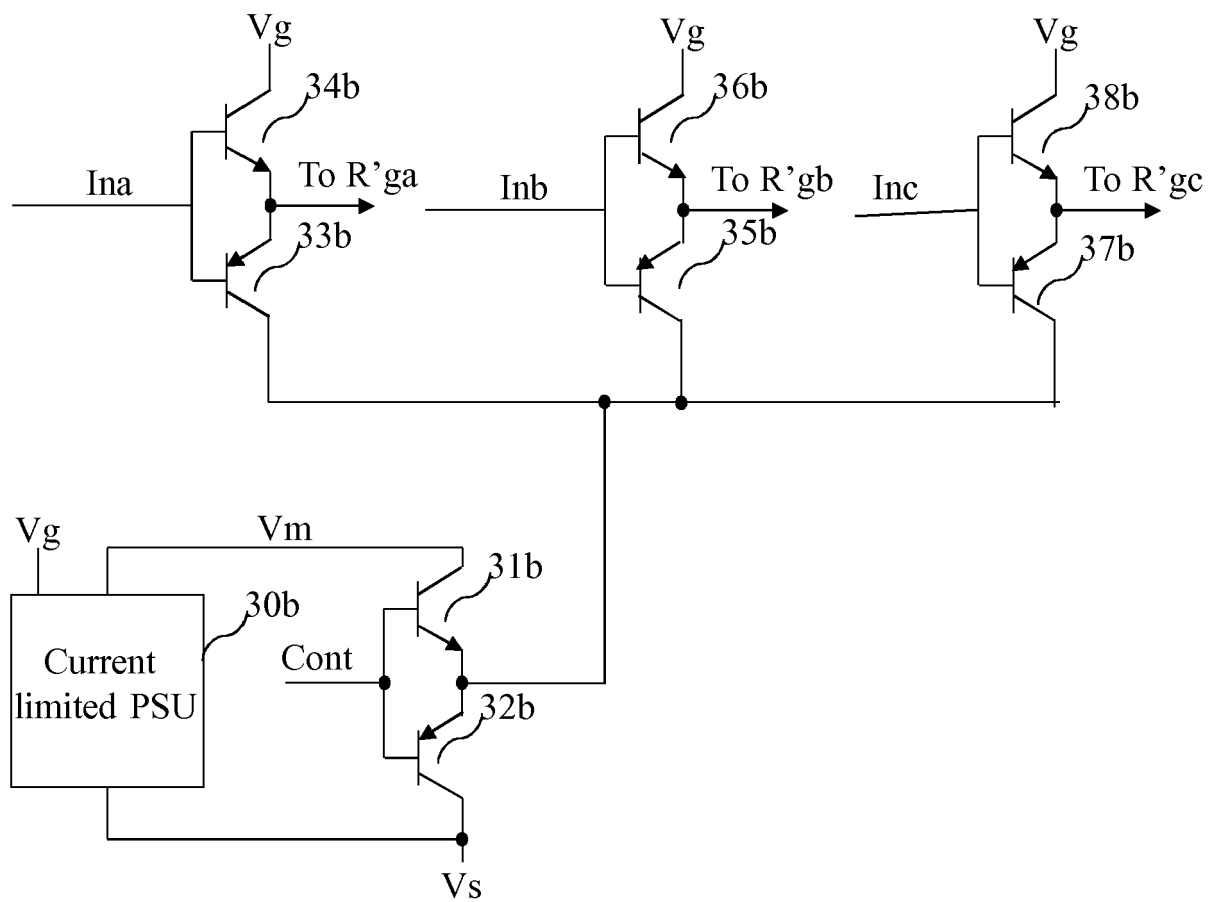 Vg
Vg
Vg
34b
36b
38b
Ina
To R’ga
Inb
To R’gb
Inc
To R’gc
33b
35b
37b
Vg
Vm
31b
30b
Current
limited PSU
Cont
32b
Vs